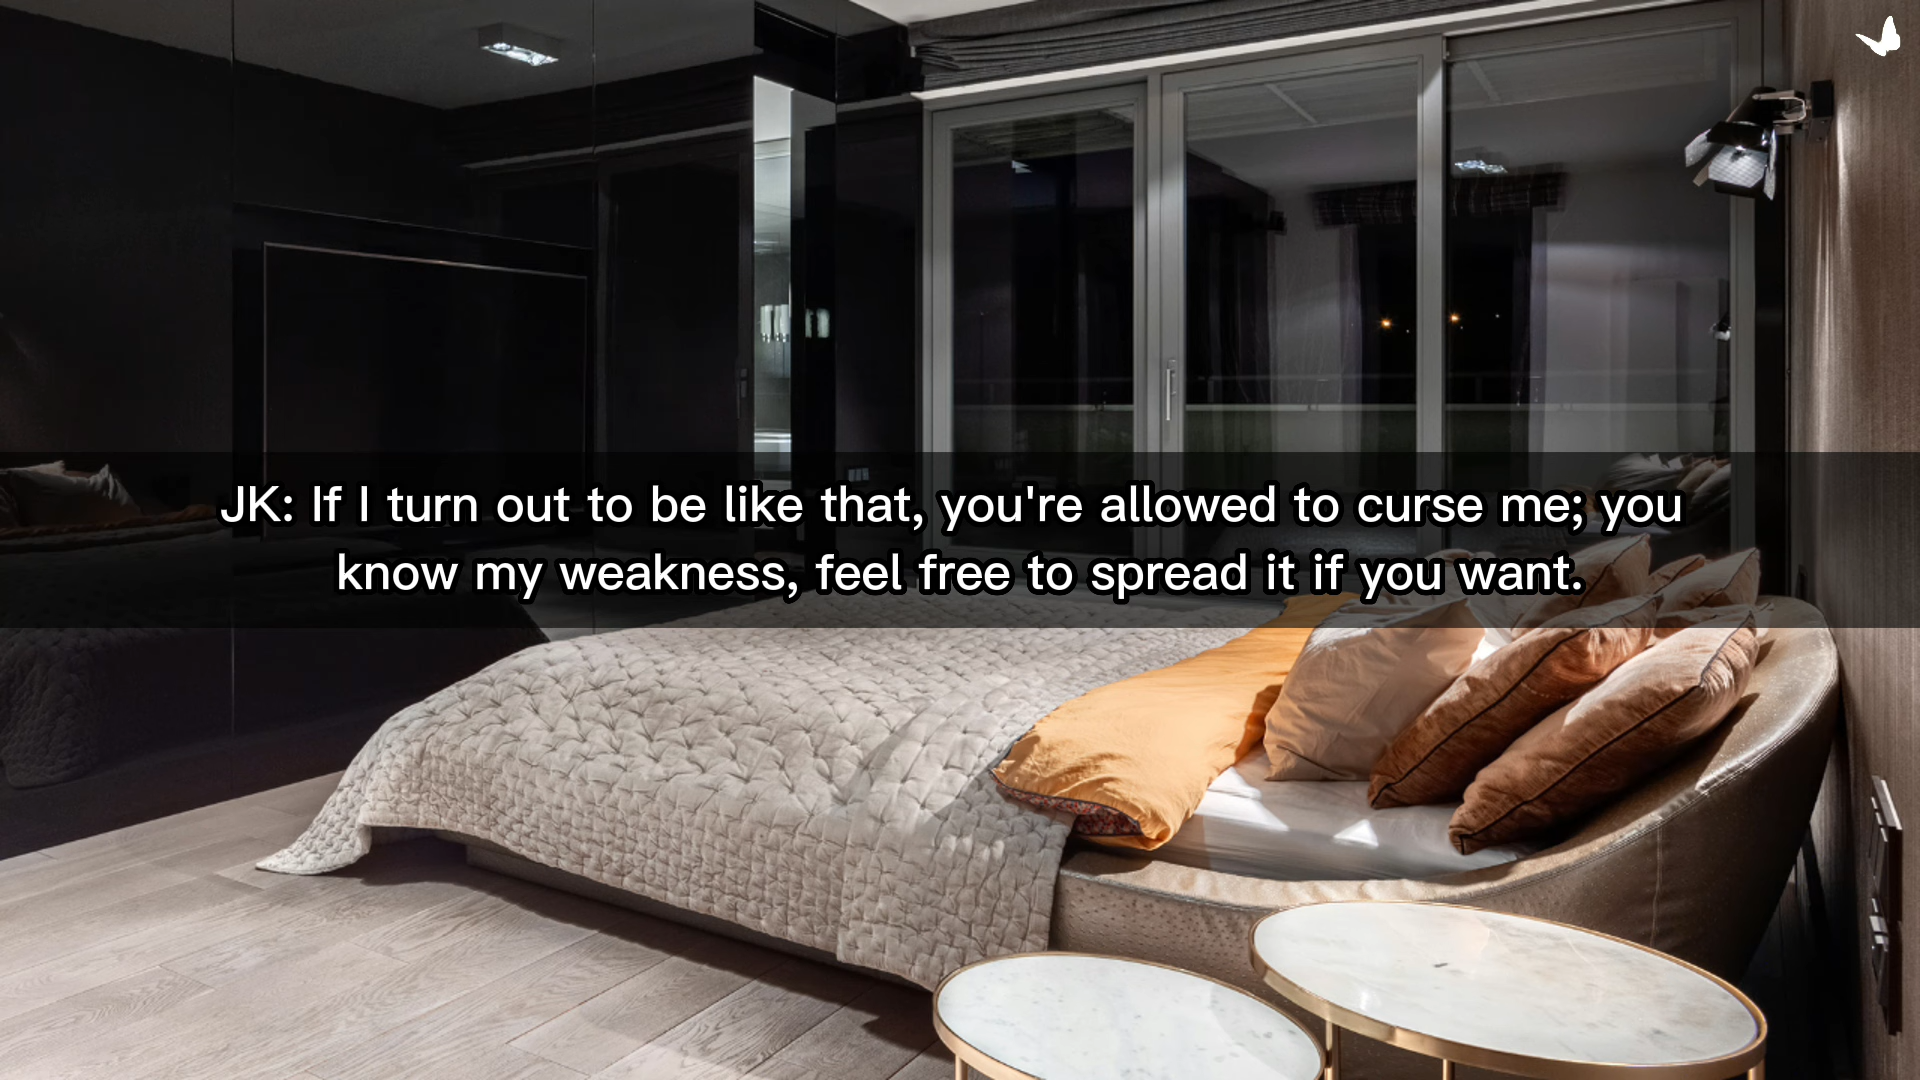 JK: If I turn out to be like that, you're allowed to curse me; you
know my weakness, feel free to spread it if you want.